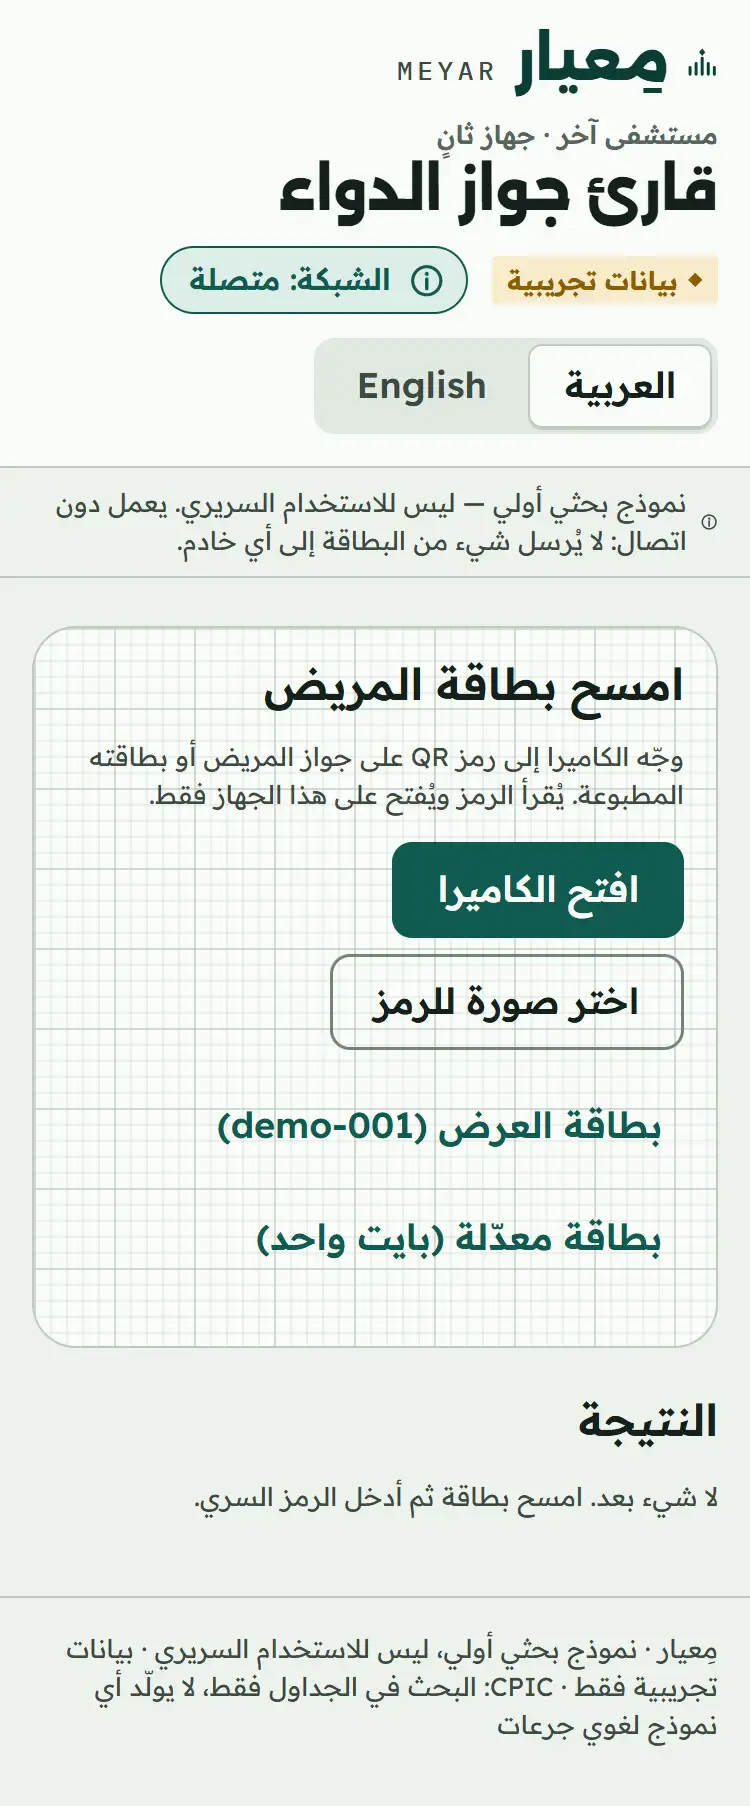 مِعيار MEYAR
مستشفى آخر · جهاز ثانٍ
قارئ جواز الدواء
بيانات تجريبية
الشبكة: متصلة
العربية
English
نموذج بحثي أولي — ليس للاستخدام السريري. يعمل دون
اتصال: لا يُرسل شيء من البطاقة إلى أي خادم.
امسح بطاقة المريض
وجّه الكاميرا إلى رمز QR على جواز المريض أو بطاقته
المطبوعة. يُقرأ الرمز ويُفتح على هذا الجهاز فقط.
افتح الكاميرا
اختر صورة للرمز
بطاقة العرض (demo-001)
بطاقة معدّلة (بايت واحد)
النتيجة
لا شيء بعد. امسح بطاقة ثم أدخل الرمز السري.
مِعيار · نموذج بحثي أولي، ليس للاستخدام السريري · بيانات
تجريبية فقط · CPIC: البحث في الجداول فقط، لا يولّد أي
نموذج لغوي جرعات